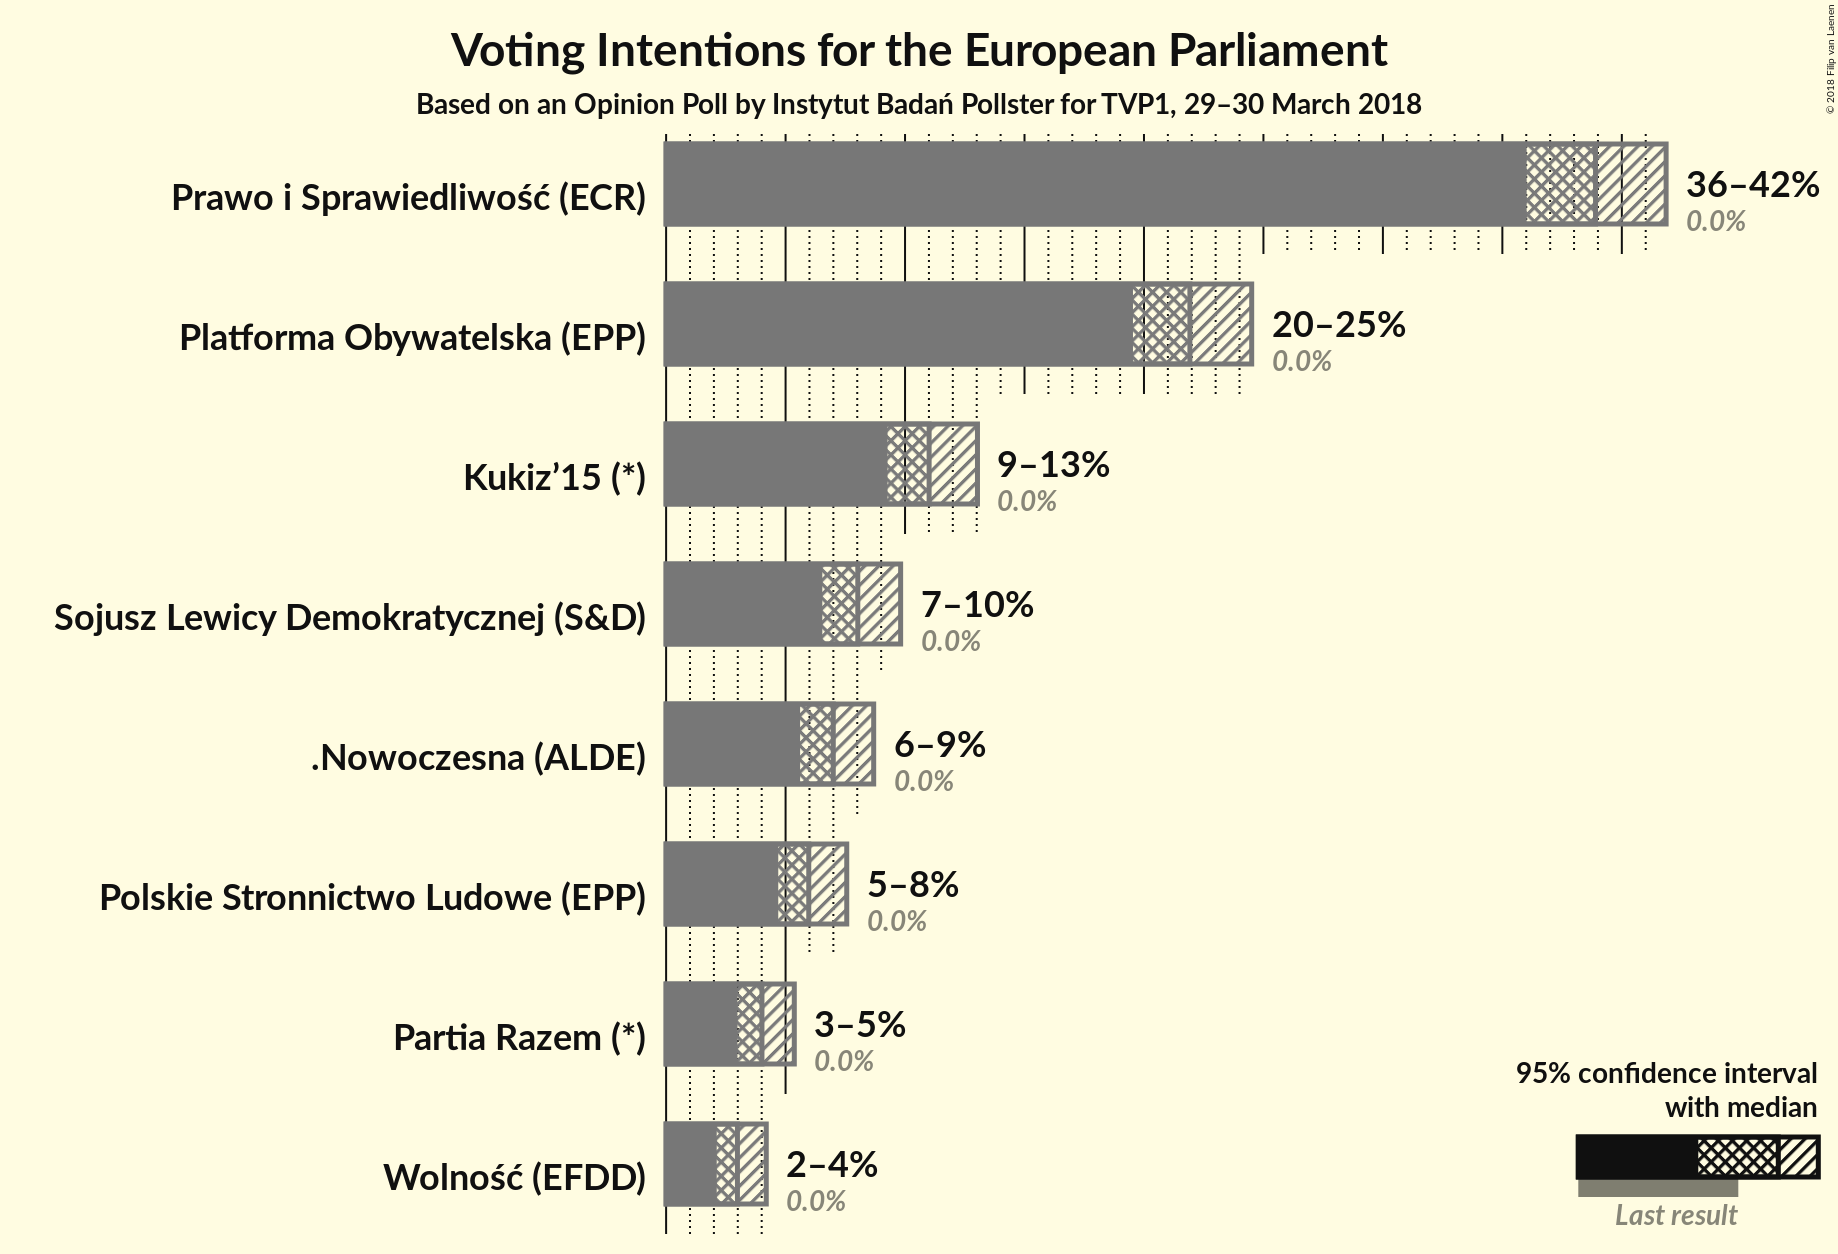 Voting Intentions for the European Parliament
Based on an Opinion Poll by Instytut Badań Pollster for TVP1, 29–30 March 2018
© 2018 Filip van Laenen
Prawo i Sprawiedliwość (ECR)
36–42%
0.0%
Platforma Obywatelska (EPP)
20–25%
0.0%
Kukiz’15 (*)
9–13%
0.0%
Sojusz Lewicy Demokratycznej (S&D)
7–10%
0.0%
.Nowoczesna (ALDE)
6–9%
0.0%
Polskie Stronnictwo Ludowe (EPP)
5–8%
0.0%
Partia Razem (*)
3–5%
0.0%
Wolność (EFDD)
2–4%
0.0%
95% confidence interval
with median
Last result